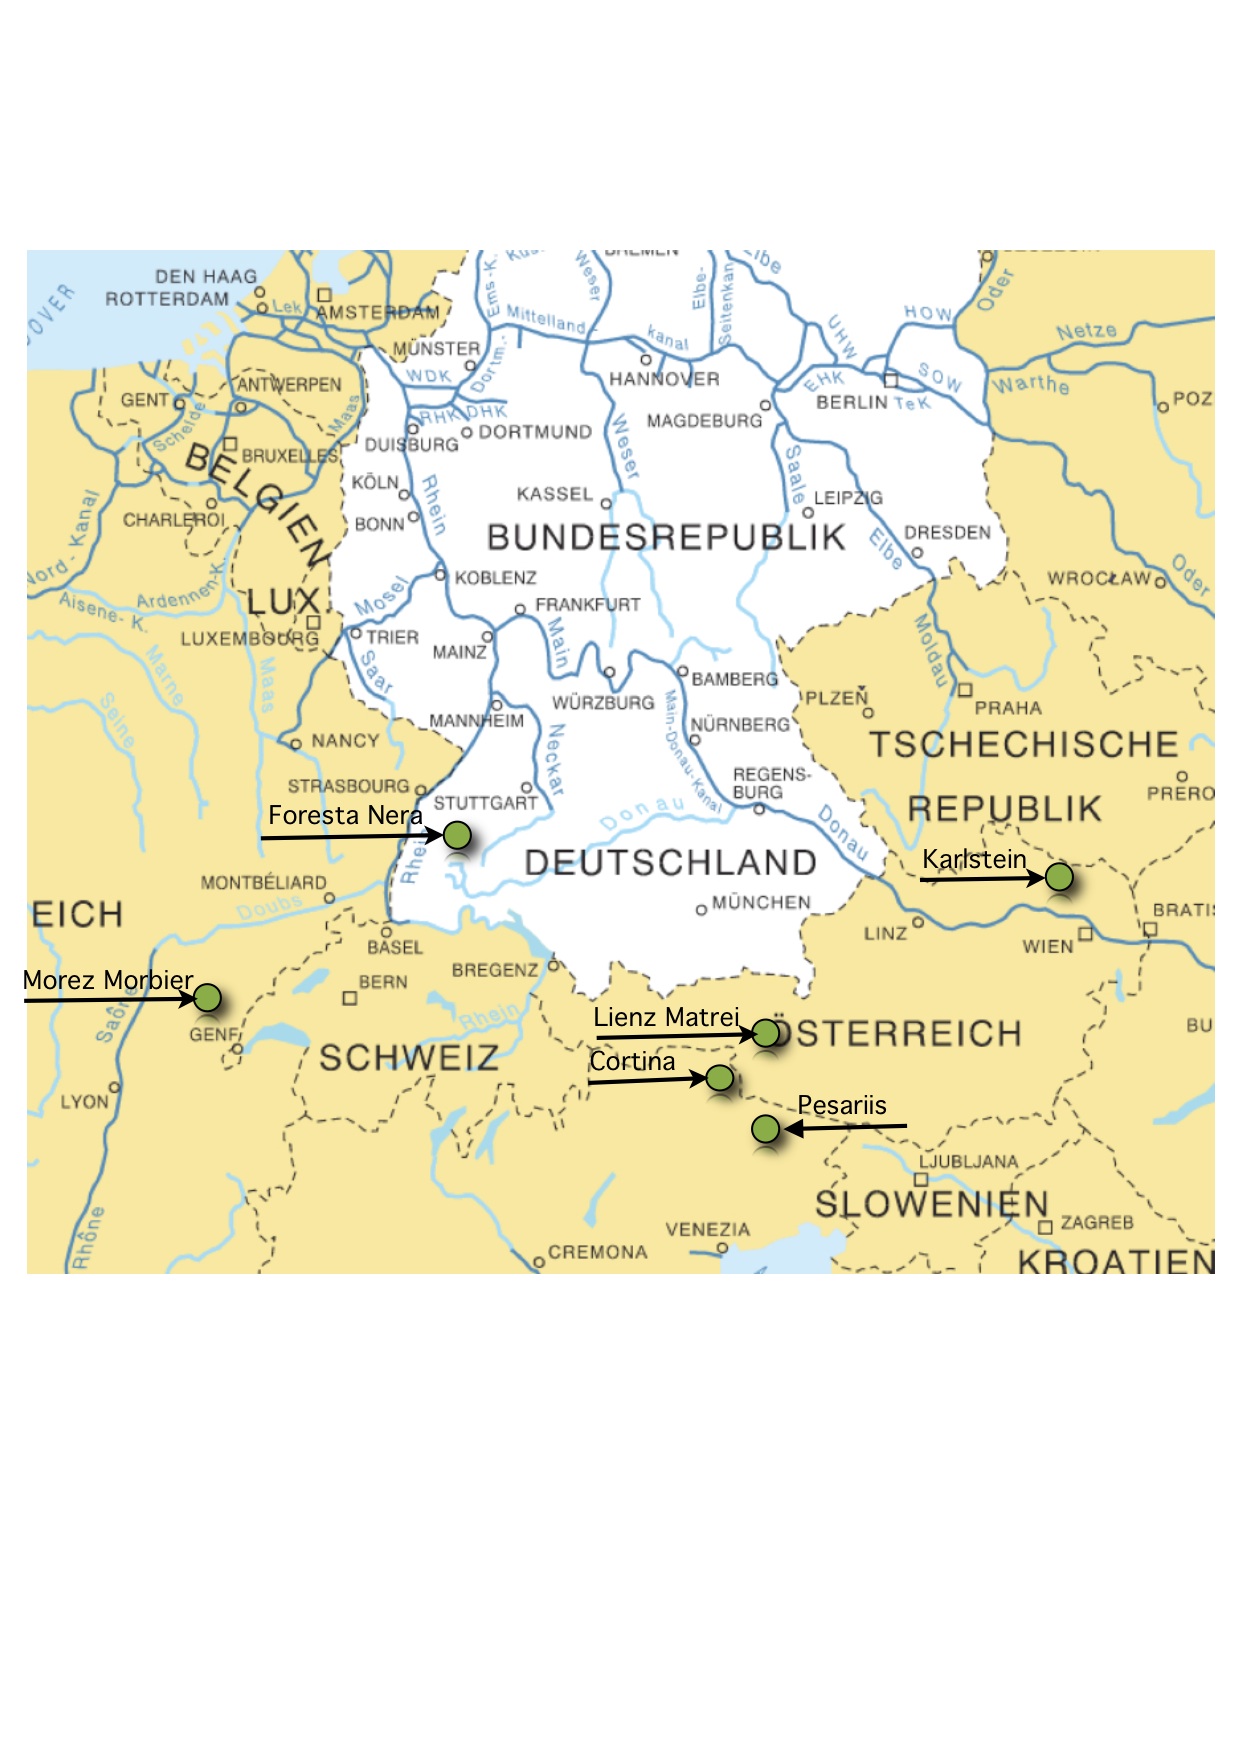 BREMEN
Elbe
Küs.-
Weser
Ems-K.
Elbe-
Seitenkan.
Oder
DEN HAAG
ROTTERDAM
Lek
AMSTERDAM
DOVER
Mittelland-
kanal
HOW
UHW
Netze
MÜNSTER
Dortm.-
WDK
HANNOVER
EHK
SOW
Warthe
ANTWERPEN
GENT
BERLIN
TeK
POZ
Maas
RHK
DHK
MAGDEBURG
Schelde
DUISBURG
DORTMUND
Weser
BRUXELLES
BELGIEN
Saale
KÖLN
Rhein
KASSEL
LEIPZIG
CHARLEROI
BONN
BUNDESREPUBLIK
Elbe
DRESDEN
Nord-Kanal
KOBLENZ
WROCŁAW
Oder
Aisene- K.
Ardennen-K.
LUX
Mosel
FRANKFURT
LUXEMBOURG
TRIER
MAINZ
Main
Moldau
Marne
Maas
Saar
BAMBERG
PLZEŇ
Seine
WÜRZBURG
PRAHA
MANNHEIM
NÜRNBERG
Main-Donau-Kanal
NANCY
Neckar
TSCHECHISCHE
STRASBOURG
REGENS-
BURG
PRERO
STUTTGART
Donau
REPUBLIK
Foresta Nera
Donau
Rhein
DEUTSCHLAND
Karlstein
MONTBÉLIARD
Doubs
MÜNCHEN
EICH
BRATIS
LINZ
WIEN
BASEL
BREGENZ
Morez Morbier
BERN
Saône
Rhein
Lienz Matrei
GENF
ÖSTERREICH
BU
SCHWEIZ
Cortina
LYON
Pesariis
LJUBLJANA
SLOWENIEN
Rhône
VENEZIA
ZAGREB
CREMONA
KROATIEN